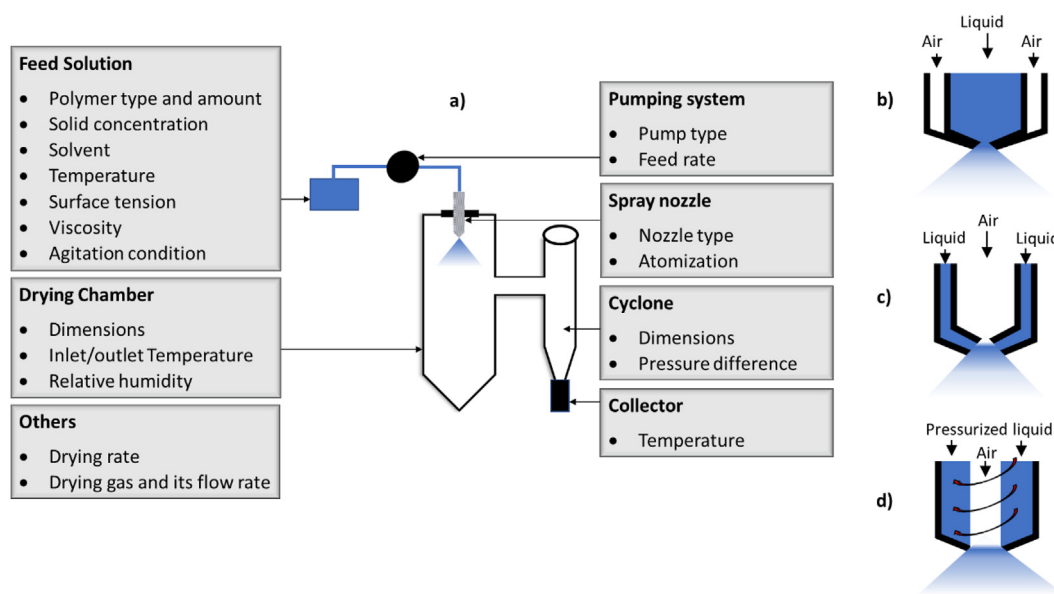 Feed Solution
• Polymer type and amount
• Solid concentration
• Solvent
• Temperature
• Surface tension
• Viscosity
• Agitation condition
Drying Chamber
• Dimensions
• Inlet/outlet Temperature
• Relative humidity
Others
• Drying rate
• Drying gas and its flow rate
a)
Pumping system
• Pump type
• Feed rate
Spray nozzle
• Nozzle type
• Atomization
Cyclone
• Dimensions
• Pressure difference
Collector
• Temperature
b)
Liquid
Air Air
c)
Air
Liquid Liquid
d)
Pressurized liquid
Air